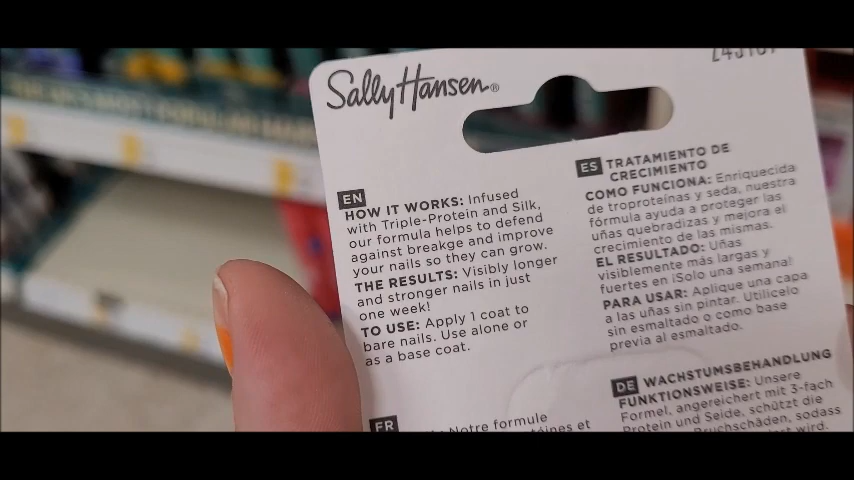 Sally Hansen®
EN
HOW IT WORKS: Infused
with Triple-Protein and Silk,
our formula helps to defend
against breakge and improve
your nails so they can grow.
THE RESULTS: Visibly longer
and stronger nails in just
one week!
TO USE: Apply 1 coat to
bare nails. Use alone or
as a base coat.
ES TRATAMIENTO DE
CRECIMIENTO
COMO FUNCIONA: Enriquecida
de troproteínas y seda, nuestra
fórmula ayuda a proteger las
uñas quebradizas y mejora el
crecimiento de las mismas.
EL RESULTADO: Uñas
visiblemente más largas y
fuertes en ¡Solo una semana!
PARA USAR: Aplique una capa
a las uñas sin pintar. Utilícelo
sin esmaltado o como base
previa al esmaltado.
FR
Notre formule
et
DE WACHSTUMSBEHANDLUNG
FUNKTIONSWEISE: Unsere
Formel, angereichert mit 3-fach
Protein und Seide, schützt die
Bruchschäden, sodass
wird.